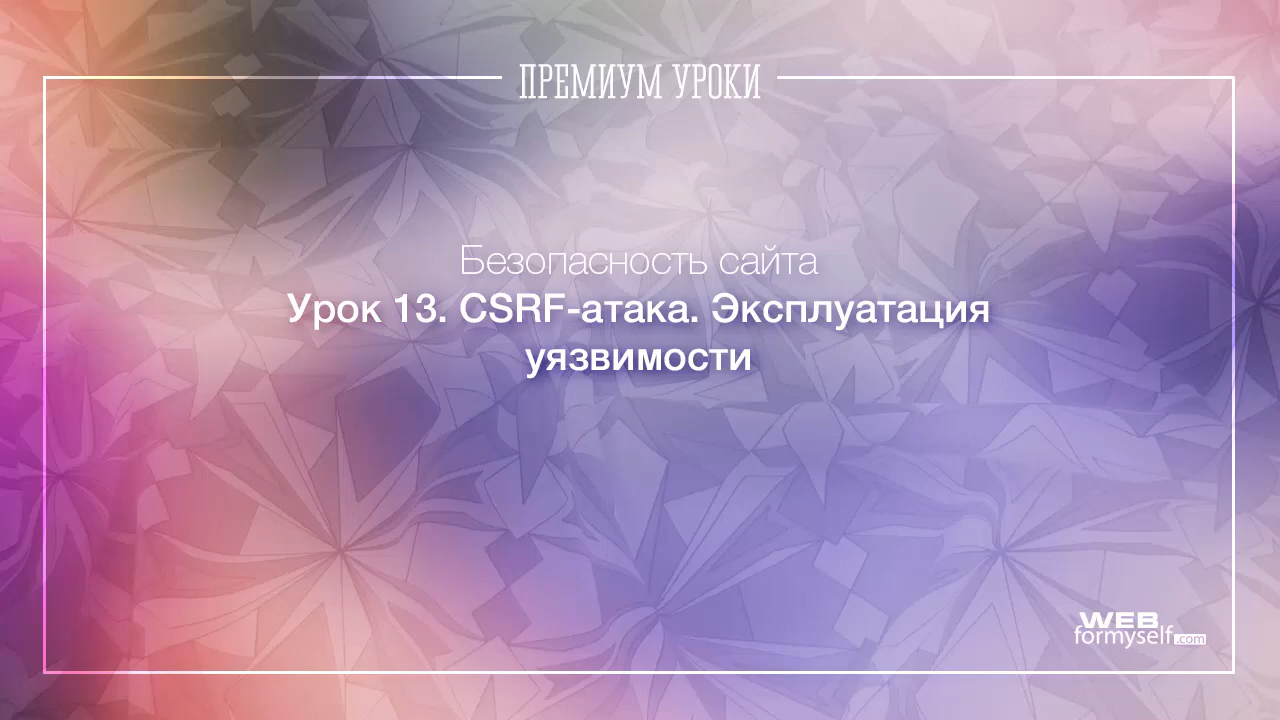 ПРЕМИУМ УРОКИ
Безопасность сайта
Урок 13. CSRF-атака. Эксплуатация
уязвимости
WEB
formyself.com